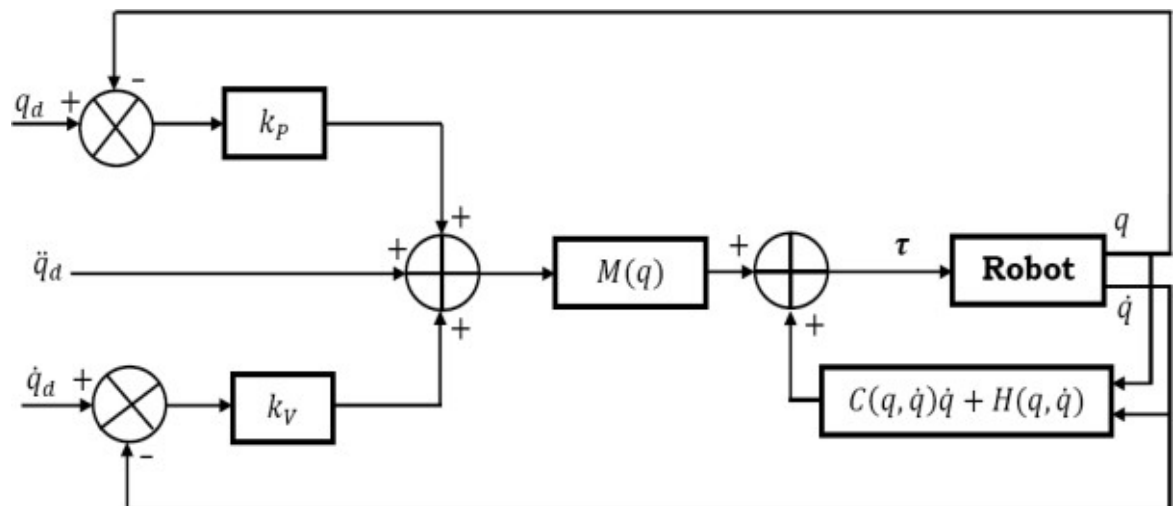 −
q_d +
k_P
+
q̈_d + M(q) + τ Robot q
q̇
+ +
q̇_d + k_V C(q, q̇)q̇ + H(q, q̇)
−